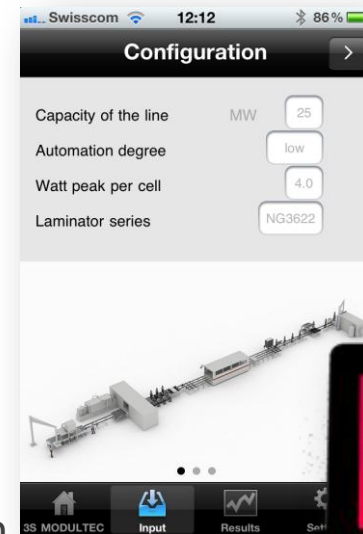 Swisscom 12:12 86%
Configuration >
Capacity of the line MW 25
Automation degree low
Watt peak per cell 4.0
Laminator series NG3622
3S MODULTEC Input Results